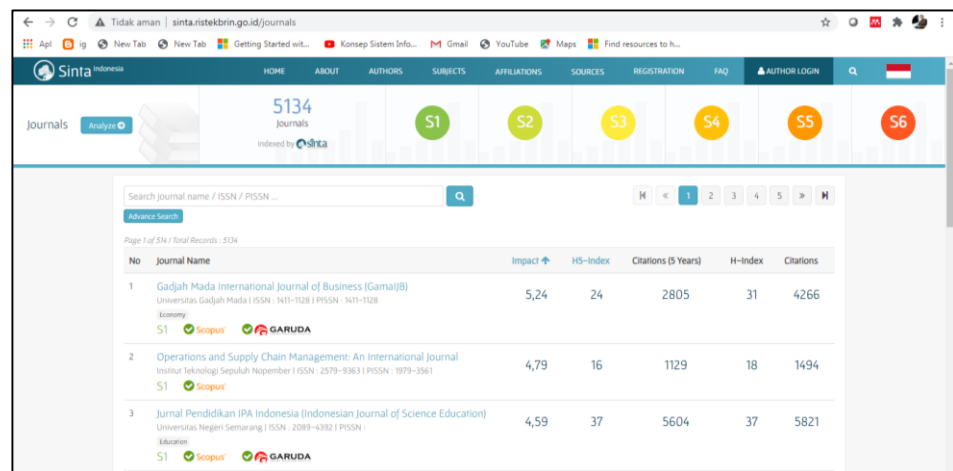 Tidak aman | sinta.ristekbrin.go.id/journals
Apl ig New Tab New Tab Getting Started wit... Konsep Sistem Info... Gmail YouTube Maps Find resources to h...
Sinta Indonesia HOME ABOUT AUTHORS SUBJECTS AFFILIATIONS SOURCES REGISTRATION FAQ AUTHOR LOGIN
Journals Analyze
5134
Journals
Indexed by sinta
S1 S2 S3 S4 S5 S6
Search journal name / ISSN / PISSN ...
« 1 2 3 4 5 »
Advance Search
Page 1 of 514 | Total Records : 5134
No Journal Name Impact H5-Index Citations (5 Years) H-Index Citations
1 Gadjah Mada International Journal of Business (GamaIJB) 5,24 24 2805 31 4266
Universitas Gadjah Mada | ISSN : 1411-1128 | PISSN : 1411-1128
Economy
S1 Scopus GARUDA
2 Operations and Supply Chain Management: An International Journal 4,79 16 1129 18 1494
Institut Teknologi Sepuluh Nopember | ISSN : 2579-9363 | PISSN : 1979-3561
S1 Scopus
3 Jurnal Pendidikan IPA Indonesia (Indonesian Journal of Science Education) 4,59 37 5604 37 5821
Universitas Negeri Semarang | ISSN : 2089-4392 | PISSN :
Education
S1 Scopus GARUDA